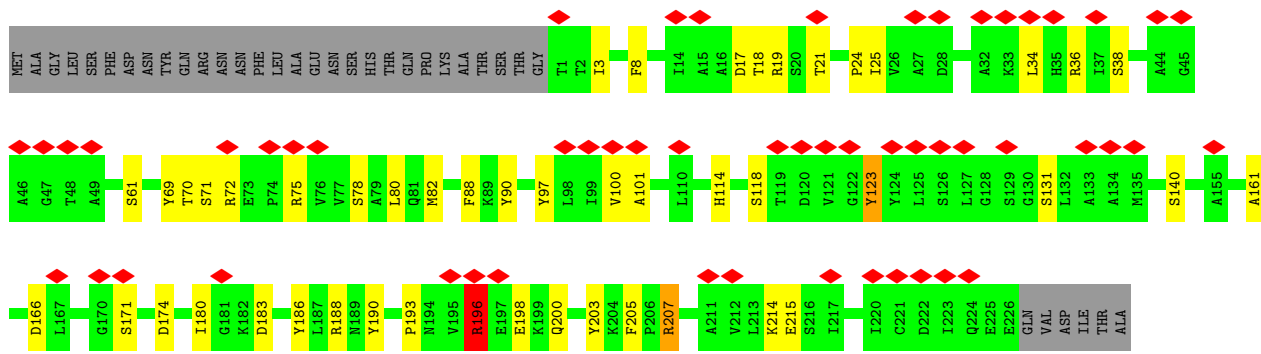 MET ALA GLY LEU SER PHE ASP ASN TYR GLN ARG ASN ASN PHE LEU ALA GLU ASN SER HIS THR GLN PRO LYS ALA THR SER THR GLY T1 T2 I3 F8 I14 A15 A16 D17 T18 R19 S20 T21 P24 I25 V26 A27 D28 A32 K33 L34 H35 R36 I37 S38 A44 G45
A46 G47 T48 A49 S61 Y69 T70 S71 R72 E73 P74 R75 V76 V77 S78 A79 L80 Q81 M82 F88 K89 Y90 Y97 L98 I99 V100 A101 L110 H114 S118 T119 D120 V121 G122 Y123 Y124 L125 S126 L127 G128 S129 G130 S131 L132 A133 A134 M135 S140 A155 A161
D166 L167 G170 S171 D174 I180 G181 K182 D183 Y186 L187 R188 N189 Y190 P193 N194 V195 R196 E197 E198 K199 Q200 Y203 K204 F205 P206 R207 A211 V212 L213 K214 E215 S216 I217 I220 C221 D222 I223 Q224 E225 E226 GLN VAL ASP ILE THR ALA